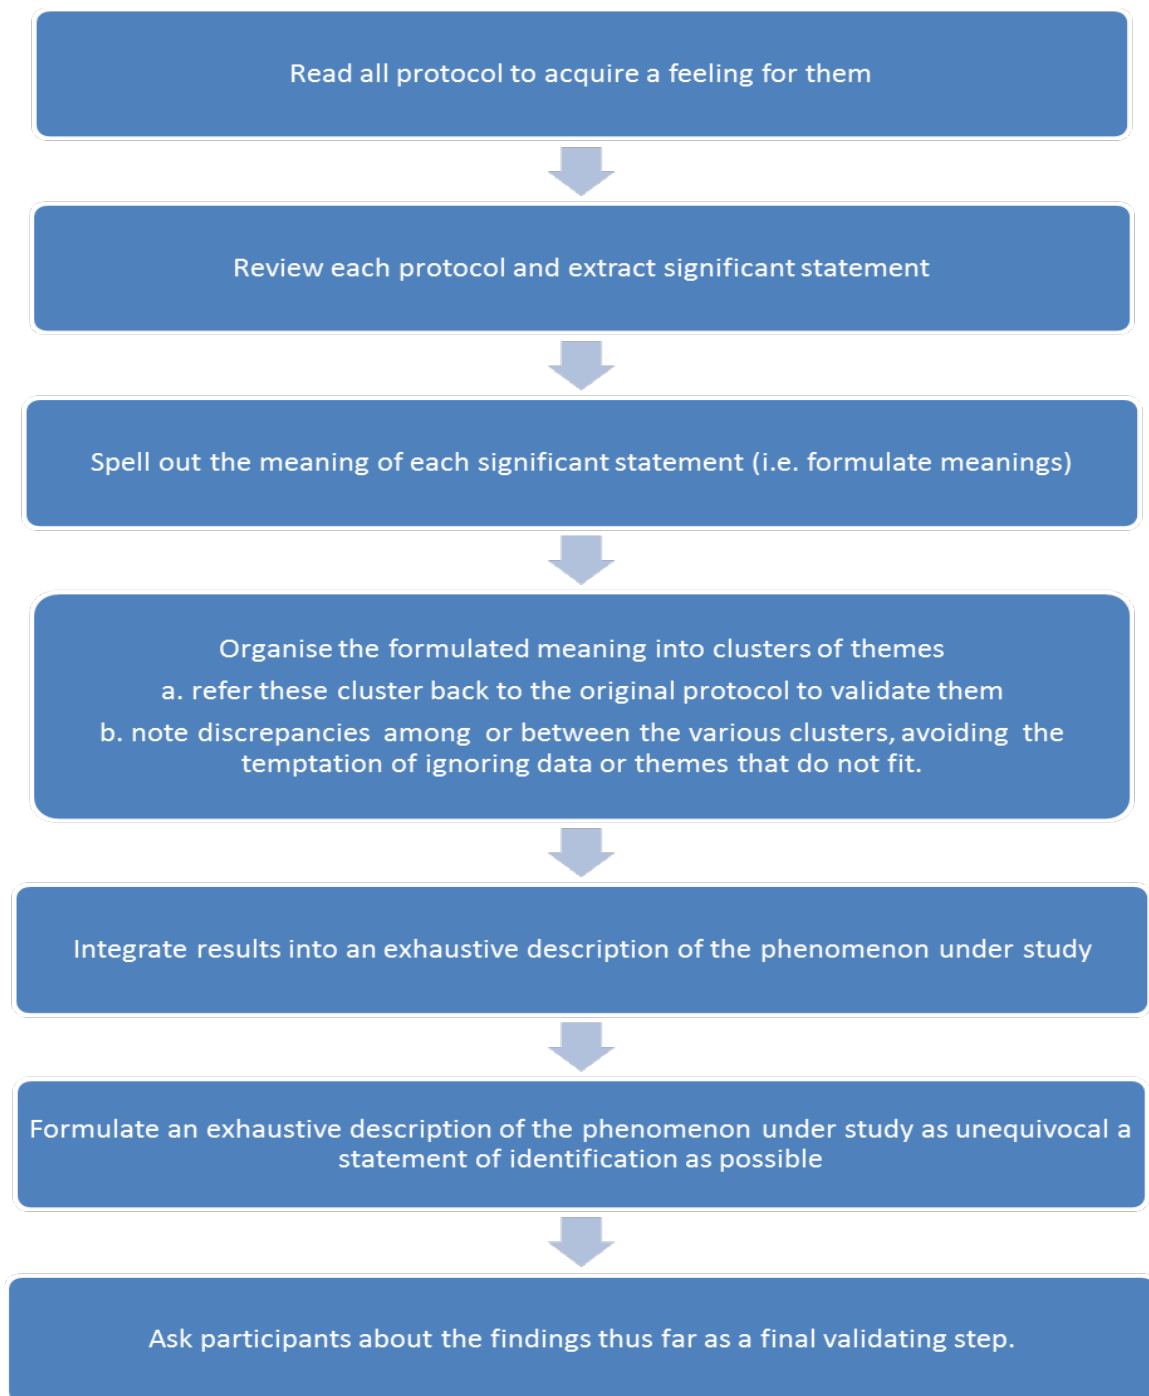 Read all protocol to acquire a feeling for them
Review each protocol and extract significant statement
Spell out the meaning of each significant statement (i.e. formulate meanings)
Organise the formulated meaning into clusters of themes
a. refer these cluster back to the original protocol to validate them
b. note discrepancies among or between the various clusters, avoiding the
temptation of ignoring data or themes that do not fit.
Integrate results into an exhaustive description of the phenomenon under study
Formulate an exhaustive description of the phenomenon under study as unequivocal a
statement of identification as possible
Ask participants about the findings thus far as a final validating step.